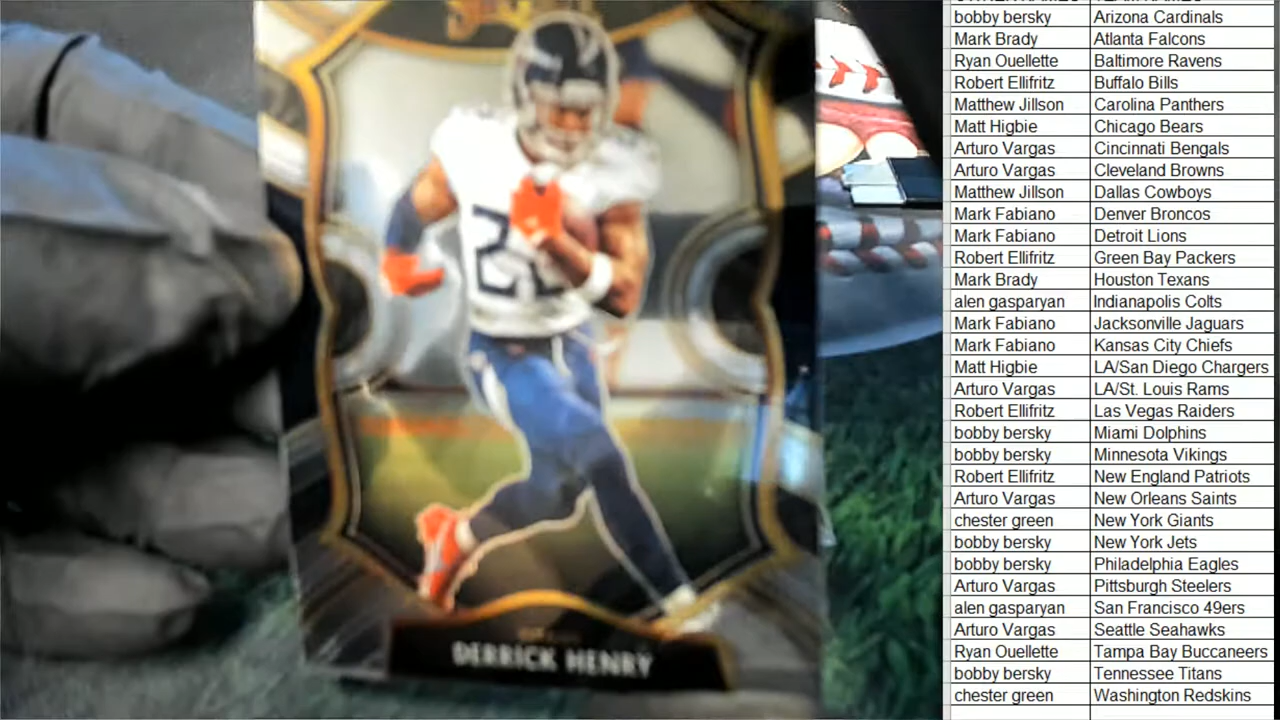 bobby bersky Arizona Cardinals
Mark Brady Atlanta Falcons
Ryan Ouellette Baltimore Ravens
Robert Ellifritz Buffalo Bills
Matthew Jillson Carolina Panthers
Matt Higbie Chicago Bears
Arturo Vargas Cincinnati Bengals
Arturo Vargas Cleveland Browns
Matthew Jillson Dallas Cowboys
Mark Fabiano Denver Broncos
Mark Fabiano Detroit Lions
Robert Ellifritz Green Bay Packers
Mark Brady Houston Texans
alen gasparyan Indianapolis Colts
Mark Fabiano Jacksonville Jaguars
Mark Fabiano Kansas City Chiefs
Matt Higbie LA/San Diego Chargers
Arturo Vargas LA/St. Louis Rams
Robert Ellifritz Las Vegas Raiders
bobby bersky Miami Dolphins
bobby bersky Minnesota Vikings
Robert Ellifritz New England Patriots
Arturo Vargas New Orleans Saints
chester green New York Giants
bobby bersky New York Jets
bobby bersky Philadelphia Eagles
Arturo Vargas Pittsburgh Steelers
alen gasparyan San Francisco 49ers
Arturo Vargas Seattle Seahawks
Ryan Ouellette Tampa Bay Buccaneers
bobby bersky Tennessee Titans
chester green Washington Redskins
DERRICK HENRY